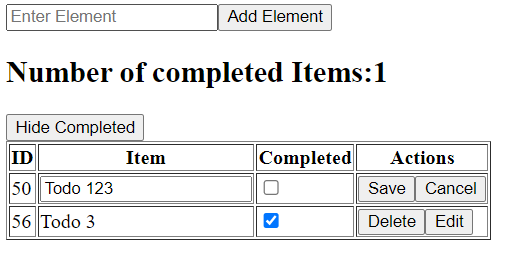 Enter Element Add Element
Number of completed Items:1
Hide Completed
ID Item Completed Actions
50 Todo 123 Save Cancel
56 Todo 3 Delete Edit